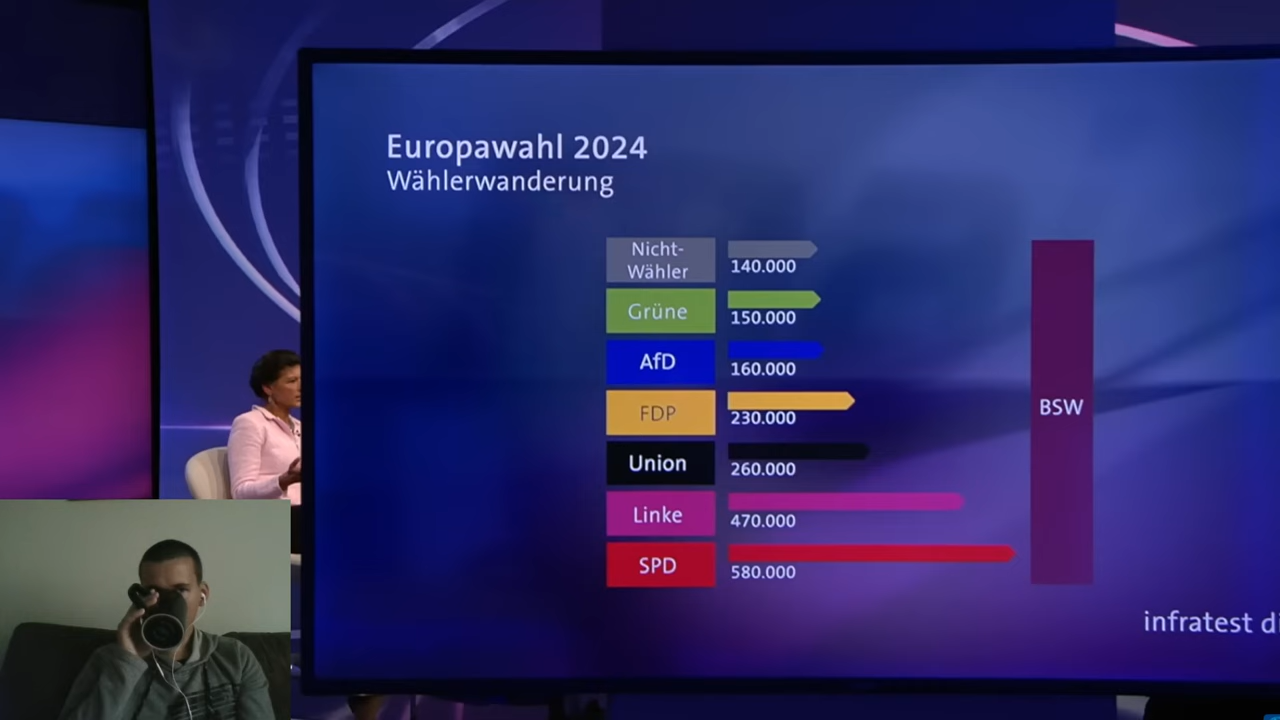 Europawahl 2024
Wählerwanderung
Nicht-
Wähler
140.000
Grüne
150.000
AfD
160.000
FDP
230.000
Union
260.000
Linke
470.000
SPD
580.000
BSW
infratest di